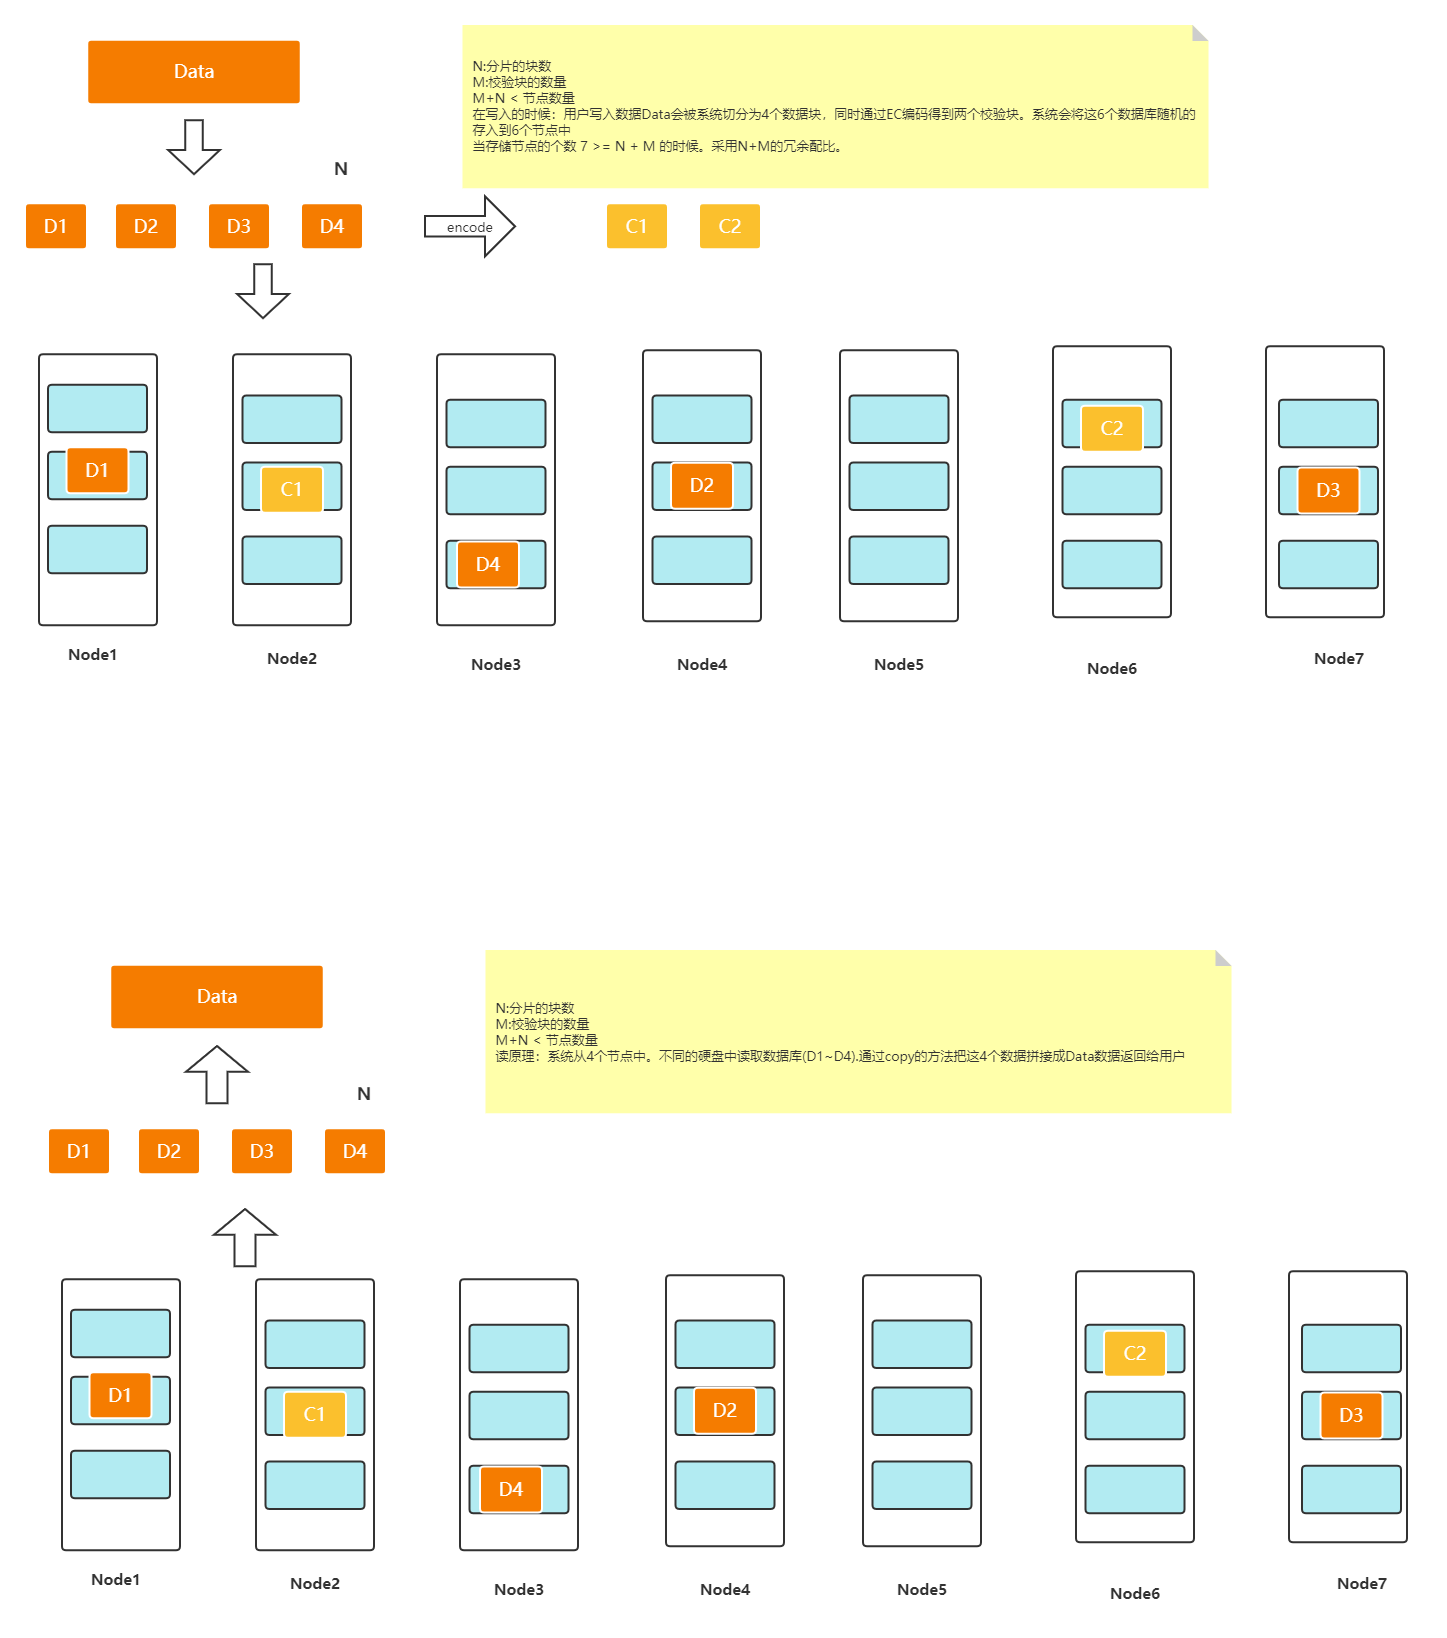 Data
N:分片的块数
M:校验块的数量
M+N < 节点数量
在写入的时候：用户写入数据Data会被系统切分为4个数据块，同时通过EC编码得到两个校验块。系统会将这6个数据库随机的
存入到6个节点中
当存储节点的个数 7 >= N + M 的时候。采用N+M的冗余配比。
N
D1 D2 D3 D4 encode C1 C2
C2
D1 C1 D2 D3
D4
Node1 Node2 Node3 Node4 Node5 Node6 Node7
Data
N:分片的块数
M:校验块的数量
M+N < 节点数量
读原理：系统从4个节点中。不同的硬盘中读取数据库(D1~D4).通过copy的方法把这4个数据拼接成Data数据返回给用户
N
D1 D2 D3 D4
C2
D1 C1 D2 D3
D4
Node1 Node2 Node3 Node4 Node5 Node6 Node7